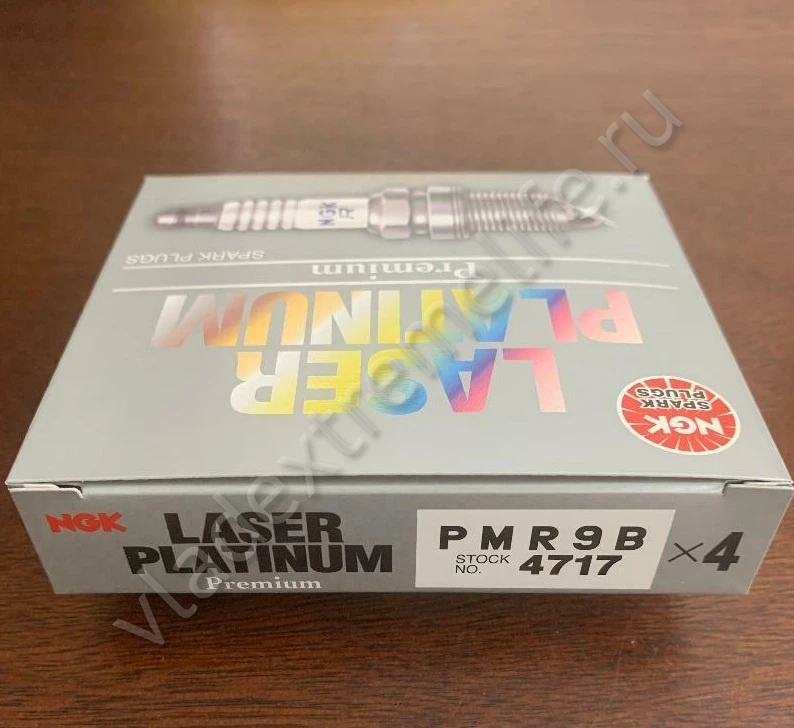 NGK
R
SPARK PLUGS
Premium
LASER
PLATINUM
NGK
SPARK
PLUGS
NGK
LASER
PLATINUM
Premium
PMR9B
STOCK
NO. 4717
×4
vladextremelife.ru